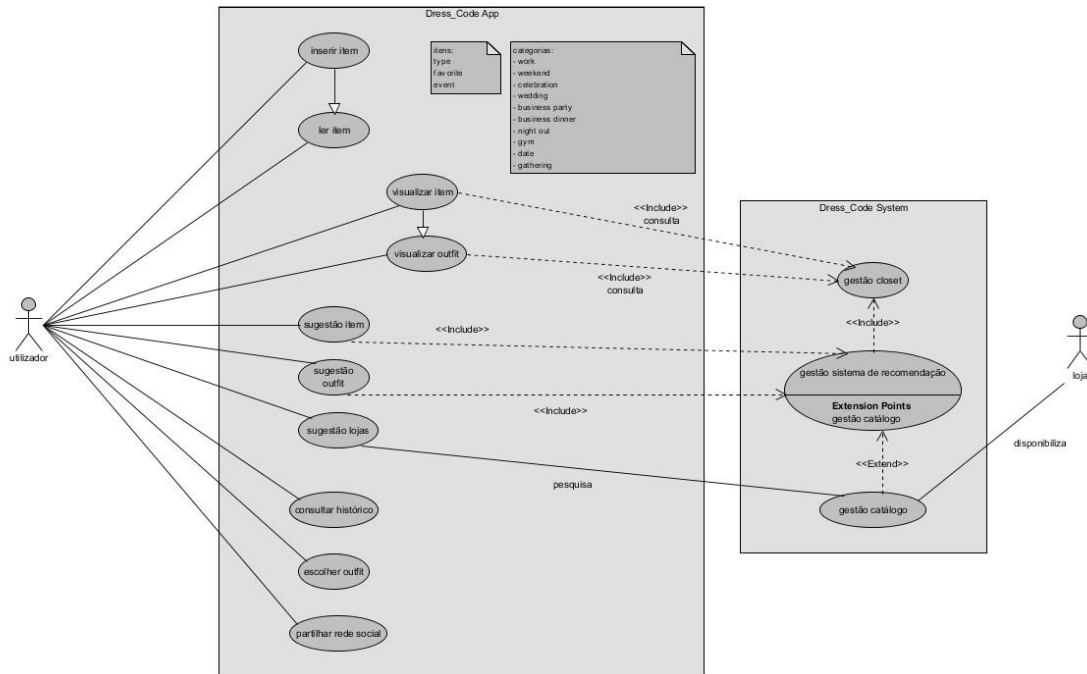 Dress_Code App
inserir item
itens:
type
favorite
event
categorias:
- work
- weekend
- celebration
- wedding
- business party
- business dinner
- night out
- gym
- date
- gathering
ler item
visualizar item
<<Include>>
consulta
Dress_Code System
visualizar outfit
<<Include>>
consulta
gestão closet
utilizador
sugestão item
<<Include>>
<<Include>>
loja
sugestão
outfit
<<Include>>
gestão sistema de recomendação
Extension Points
gestão catálogo
sugestão lojas
disponibiliza
<<Extend>>
pesquisa
consultar histórico
gestão catálogo
escolher outfit
partilhar rede social